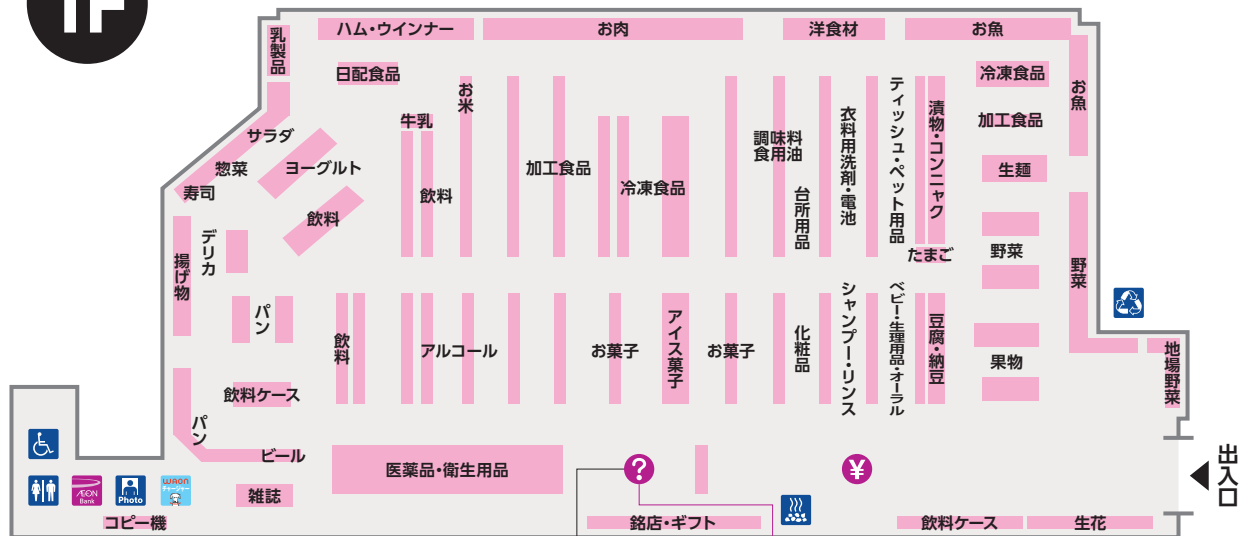 1F
ハム・ウインナー
お肉
洋食材
お魚
乳製品
日配食品
お米
牛乳
サラダ
惣菜
ヨーグルト
寿司
飲料
飲料
加工食品
冷凍食品
調味料
食用油
台所用品
衣料用洗剤・電池
ティッシュ・ペット用品
漬物・コンニャク
たまご
冷凍食品
加工食品
生麺
野菜
お魚
野菜
デリカ
揚げ物
パン
飲料
アルコール
お菓子
アイス菓子
お菓子
化粧品
シャンプー・リンス
ベビー・生理用品・オーラル
豆腐・納豆
果物
地場野菜
飲料ケース
パン
ビール
医薬品・衛生用品
雑誌
コピー機
銘店・ギフト
飲料ケース
生花
出入口
?
¥
AEON
Bank
Photo
WAON
チャージャー